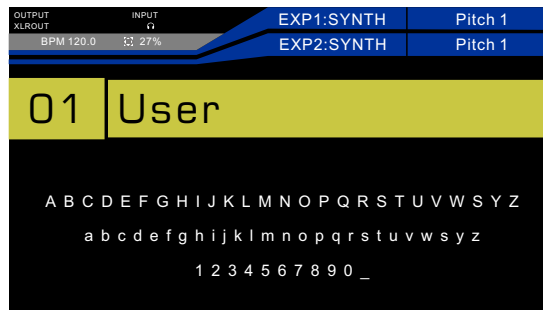 OUTPUT INPUT EXP1:SYNTH Pitch 1
XLROUT
BPM 120.0 27% EXP2:SYNTH Pitch 1
01 User
A B C D E F G H I J K L M N O P Q R S T U V W S Y Z
a b c d e f g h i j k l m n o p q r s t u v w s y z
1 2 3 4 5 6 7 8 9 0 _